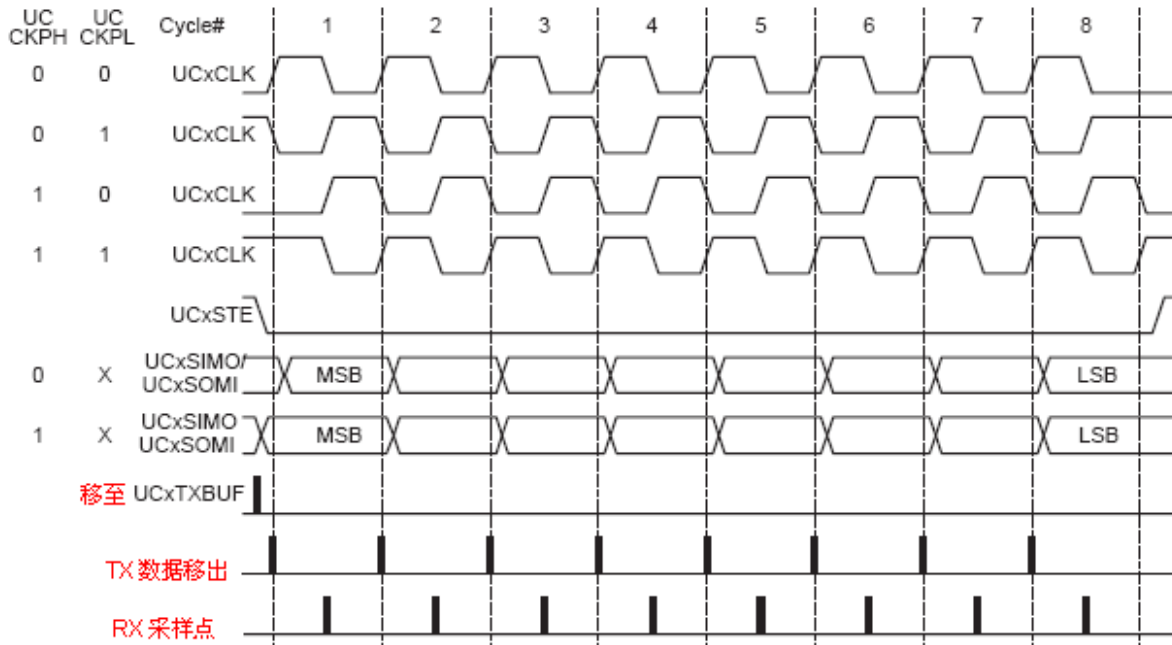 UC CKPH UC CKPL Cycle# 1 2 3 4 5 6 7 8
0 0 UCxCLK
0 1 UCxCLK
1 0 UCxCLK
1 1 UCxCLK
UCxSTE
0 X UCxSIMO/ UCxSOMI MSB LSB
1 X UCxSIMO UCxSOMI MSB LSB
移至 UCxTXBUF
TX 数据移出
RX 采样点